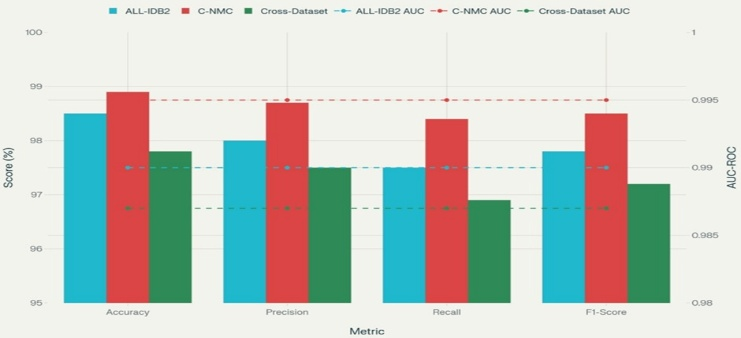 ALL-IDB2 C-NMC Cross-Dataset ALL-IDB2 AUC C-NMC AUC Cross-Dataset AUC
100 1
99
0.995
98
0.99
97
0.985
96
95 0.98
Score (%)
AUC-ROC
Accuracy Precision Recall F1-Score
Metric